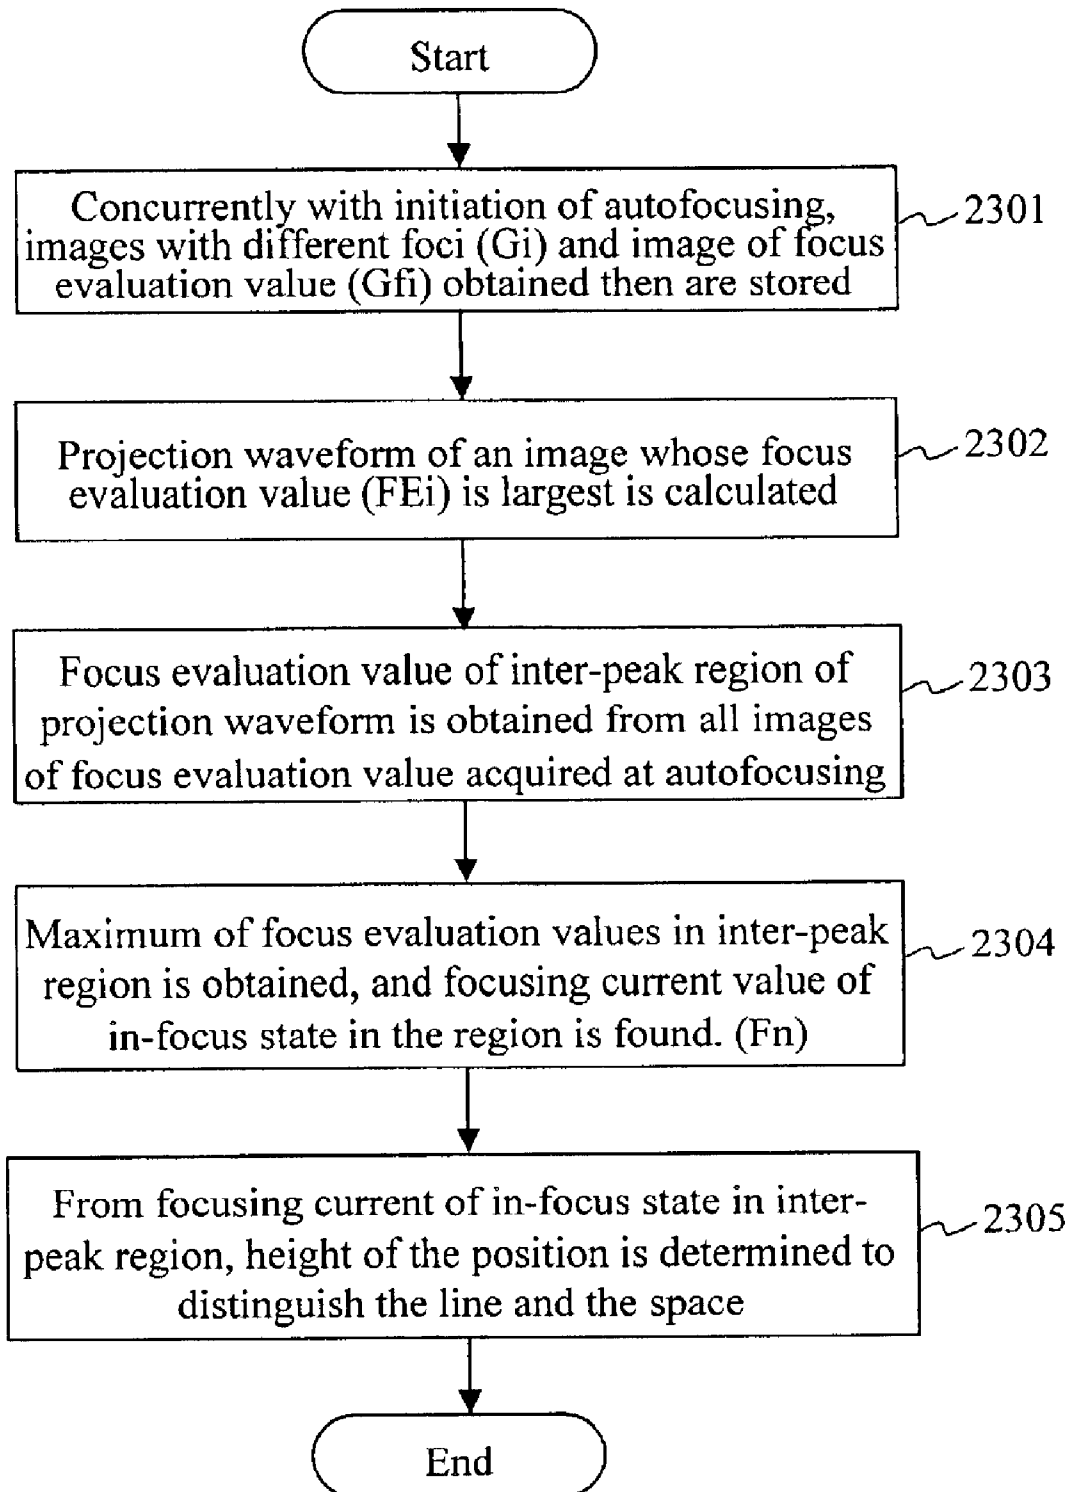 Start
Concurrently with initiation of autofocusing,
images with different foci (Gi) and image of focus
evaluation value (Gfi) obtained then are stored
2301
Projection waveform of an image whose focus
evaluation value (FEi) is largest is calculated
2302
Focus evaluation value of inter-peak region of
projection waveform is obtained from all images
of focus evaluation value acquired at autofocusing
2303
Maximum of focus evaluation values in inter-peak
region is obtained, and focusing current value of
in-focus state in the region is found. (Fn)
2304
From focusing current of in-focus state in inter-
peak region, height of the position is determined to
distinguish the line and the space
2305
End